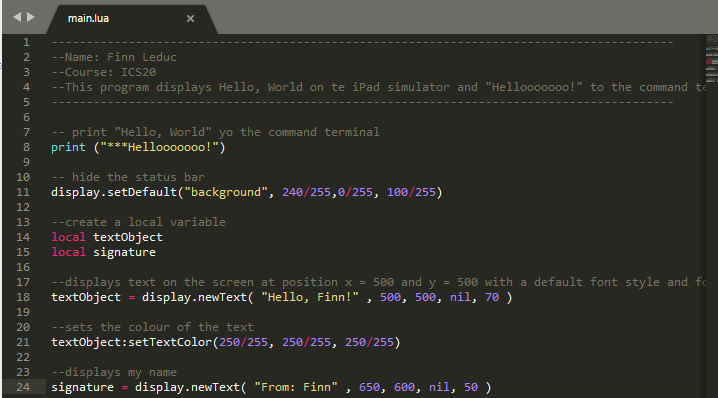 main.lua
1 --------------------------------------------------------------------------------
2 --Name: Finn Leduc
3 --Course: ICS20
4 --This program displays Hello, World on te iPad simulator and "Hellooooooo!" to the command te
5 --------------------------------------------------------------------------------
6
7 -- print "Hello, World" yo the command terminal
8 print ("***Hellooooooo!")
9
10 -- hide the status bar
11 display.setDefault("background", 240/255,0/255, 100/255)
12
13 --create a local variable
14 local textObject
15 local signature
16
17 --displays text on the screen at position x = 500 and y = 500 with a default font style and fo
18 textObject = display.newText( "Hello, Finn!" , 500, 500, nil, 70 )
19
20 --sets the colour of the text
21 textObject:setTextColor(250/255, 250/255, 250/255)
22
23 --displays my name
24 signature = display.newText( "From: Finn" , 650, 600, nil, 50 )